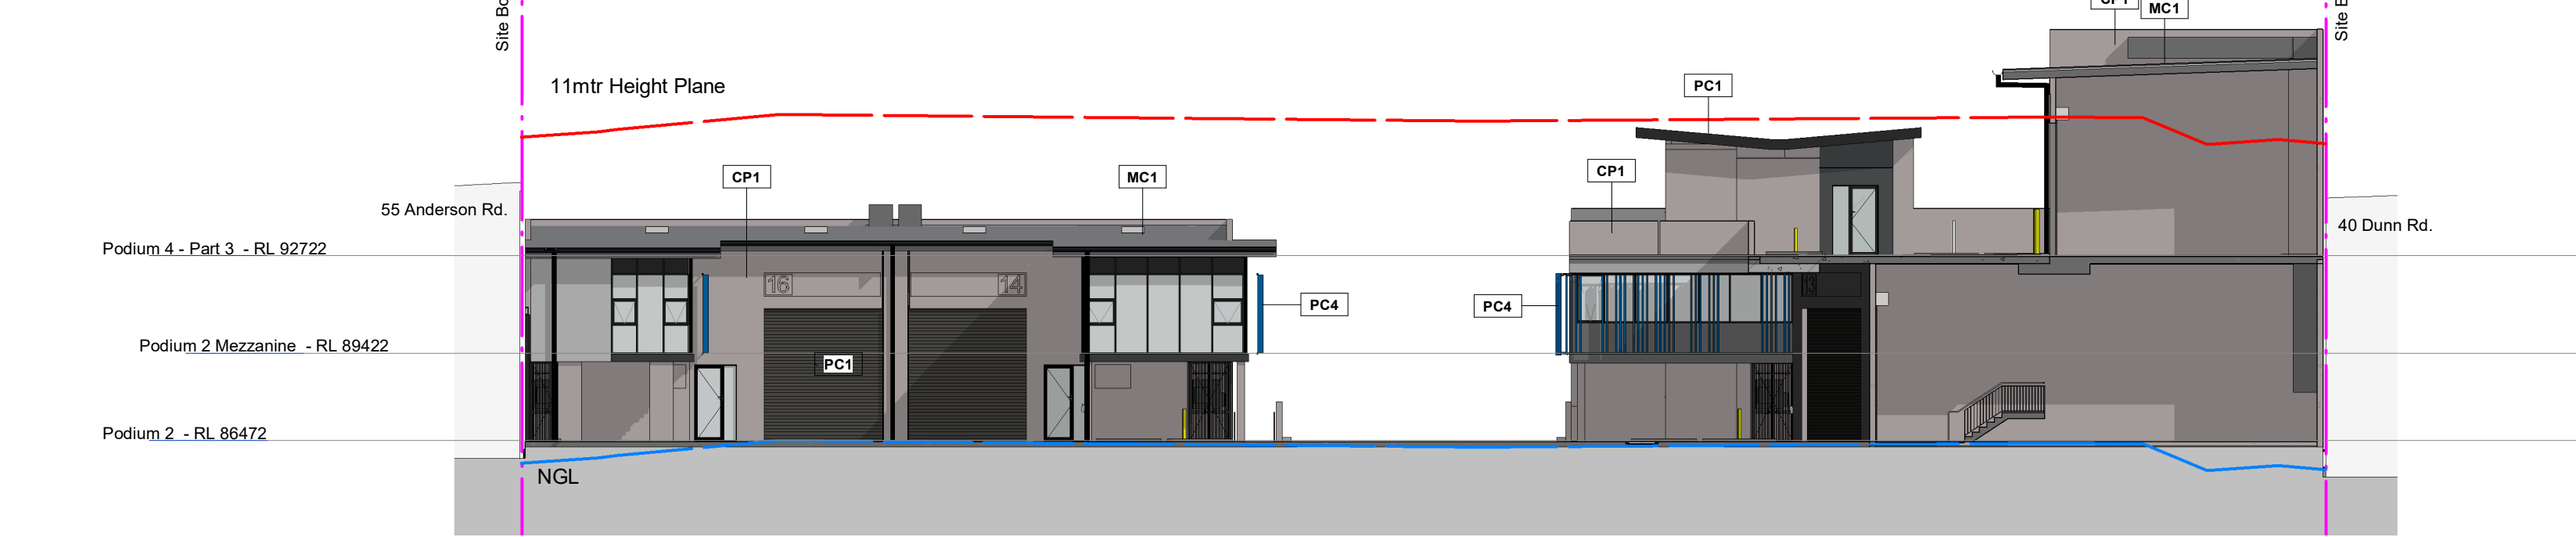 Site Bo
Site B
CP1
MC1
11mtr Height Plane
PC1
CP1
CP1
MC1
55 Anderson Rd.
40 Dunn Rd.
Podium 4 - Part 3 - RL 92722
16
14
PC4
PC4
Podium 2 Mezzanine - RL 89422
PC1
Podium 2 - RL 86472
NGL